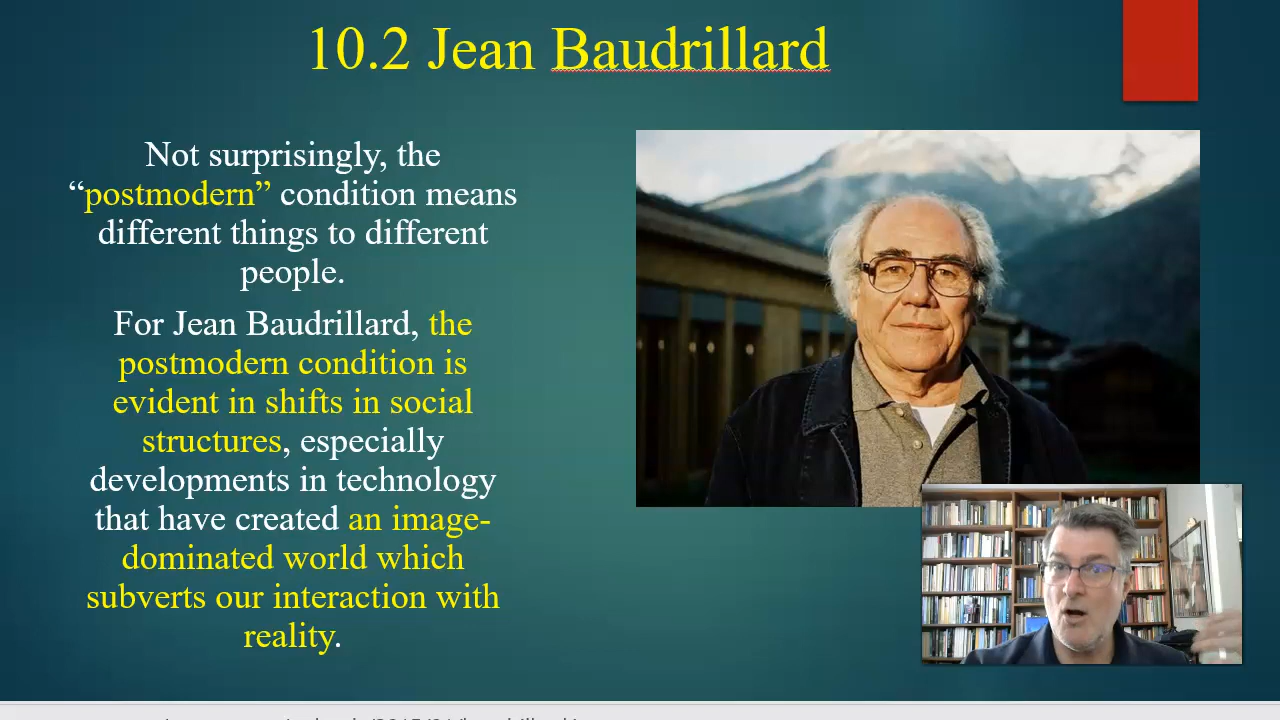 10.2 Jean Baudrillard
Not surprisingly, the
“postmodern” condition means
different things to different
people.
For Jean Baudrillard, the
postmodern condition is
evident in shifts in social
structures, especially
developments in technology
that have created an image-
dominated world which
subverts our interaction with
reality.